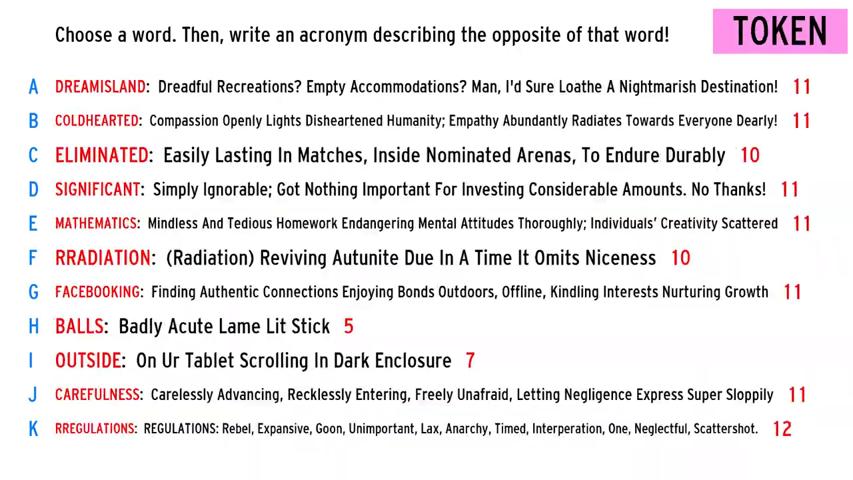 Choose a word. Then, write an acronym describing the opposite of that word!
TOKEN
A DREAMISLAND: Dreadful Recreations? Empty Accommodations? Man, I'd Sure Loathe A Nightmarish Destination! 11
B COLDHEARTED: Compassion Openly Lights Disheartened Humanity; Empathy Abundantly Radiates Towards Everyone Dearly! 11
C ELIMINATED: Easily Lasting In Matches, Inside Nominated Arenas, To Endure Durably 10
D SIGNIFICANT: Simply Ignorable; Got Nothing Important For Investing Considerable Amounts. No Thanks! 11
E MATHEMATICS: Mindless And Tedious Homework Endangering Mental Attitudes Thoroughly; Individuals' Creativity Scattered 11
F RRADIATION: (Radiation) Reviving Autunite Due In A Time It Omits Niceness 10
G FACEBOOKING: Finding Authentic Connections Enjoying Bonds Outdoors, Offline, Kindling Interests Nurturing Growth 11
H BALLS: Badly Acute Lame Lit Stick 5
I OUTSIDE: On Ur Tablet Scrolling In Dark Enclosure 7
J CAREFULNESS: Carelessly Advancing, Recklessly Entering, Freely Unafraid, Letting Negligence Express Super Sloppily 11
K RREGULATIONS: REGULATIONS: Rebel, Expansive, Goon, Unimportant, Lax, Anarchy, Timed, Interperation, One, Neglectful, Scattershot. 12